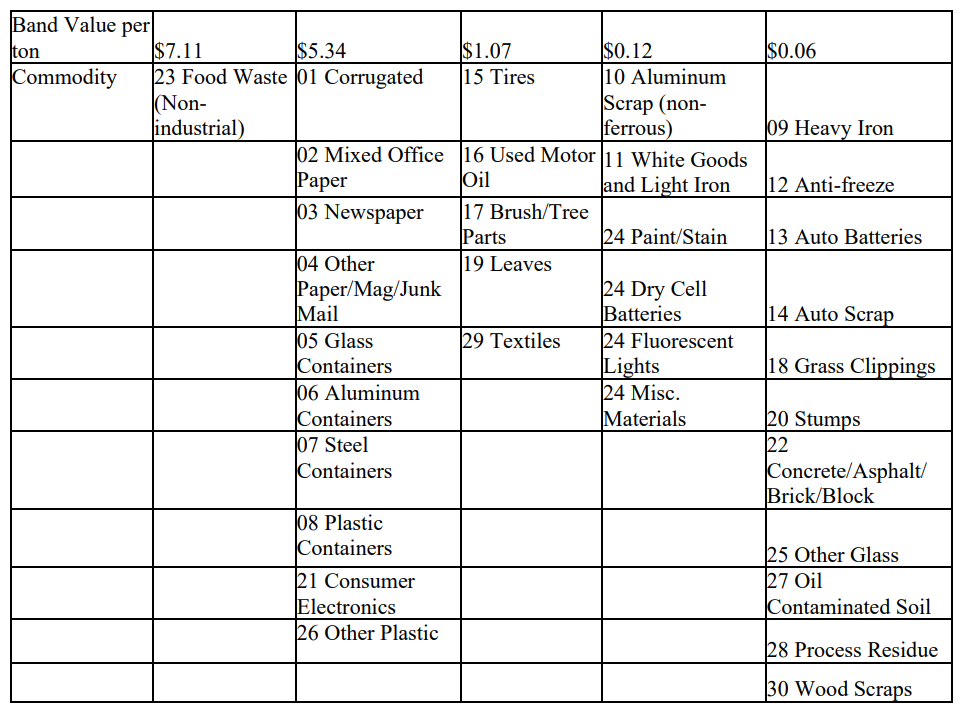 Band Value per
ton
$7.11
$5.34
$1.07
$0.12
$0.06
Commodity
23 Food Waste
(Non-
industrial)
01 Corrugated
15 Tires
10 Aluminum
Scrap (non-
ferrous)
09 Heavy Iron
02 Mixed Office
Paper
16 Used Motor
Oil
11 White Goods
and Light Iron
12 Anti-freeze
03 Newspaper
17 Brush/Tree
Parts
24 Paint/Stain
13 Auto Batteries
04 Other
Paper/Mag/Junk
Mail
19 Leaves
24 Dry Cell
Batteries
14 Auto Scrap
05 Glass
Containers
29 Textiles
24 Fluorescent
Lights
18 Grass Clippings
06 Aluminum
Containers
24 Misc.
Materials
20 Stumps
07 Steel
Containers
22
Concrete/Asphalt/
Brick/Block
08 Plastic
Containers
25 Other Glass
21 Consumer
Electronics
27 Oil
Contaminated Soil
26 Other Plastic
28 Process Residue
30 Wood Scraps